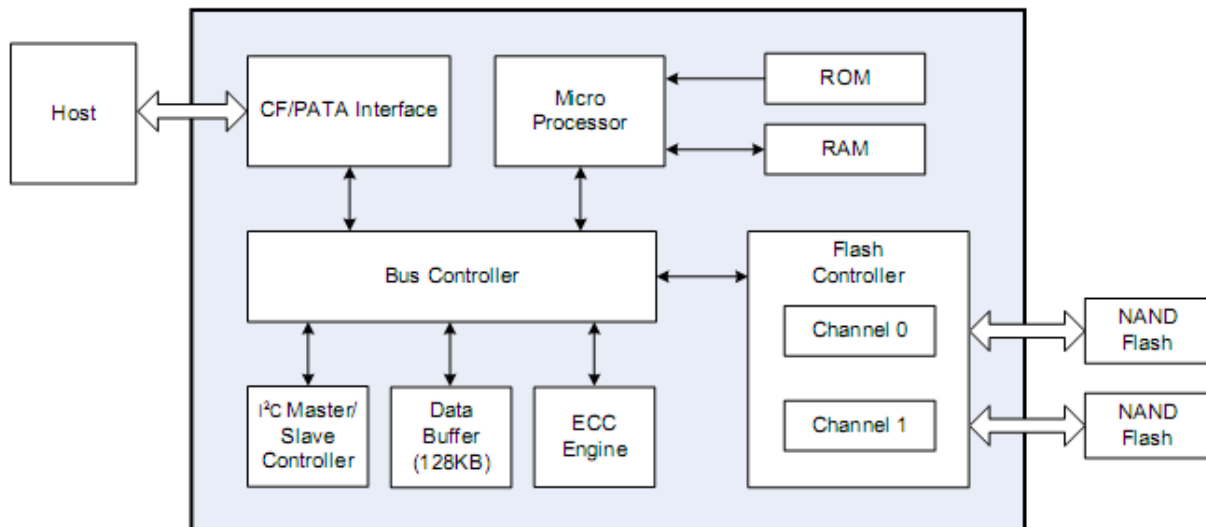 Host
CF/PATA Interface
Micro
Processor
ROM
RAM
Bus Controller
Flash
Controller
Channel 0
Channel 1
NAND
Flash
NAND
Flash
I²C Master/
Slave
Controller
Data
Buffer
(128KB)
ECC
Engine